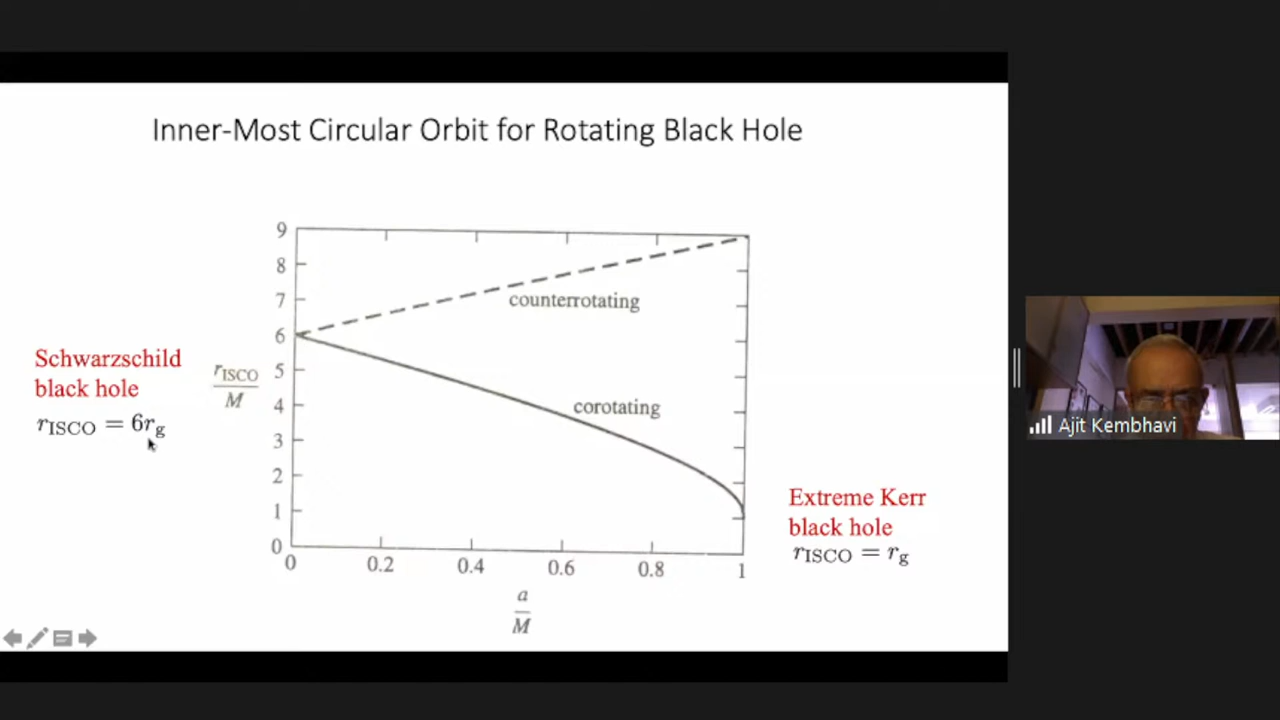 Inner-Most Circular Orbit for Rotating Black Hole
9
8
7
6
5
4
3
2
1
0
r_ISCO
M
counterrotating
corotating
Schwarzschild
black hole
r_ISCO = 6r_g
Extreme Kerr
black hole
r_ISCO = r_g
0 0.2 0.4 0.6 0.8 1
a
M
Ajit Kembhavi